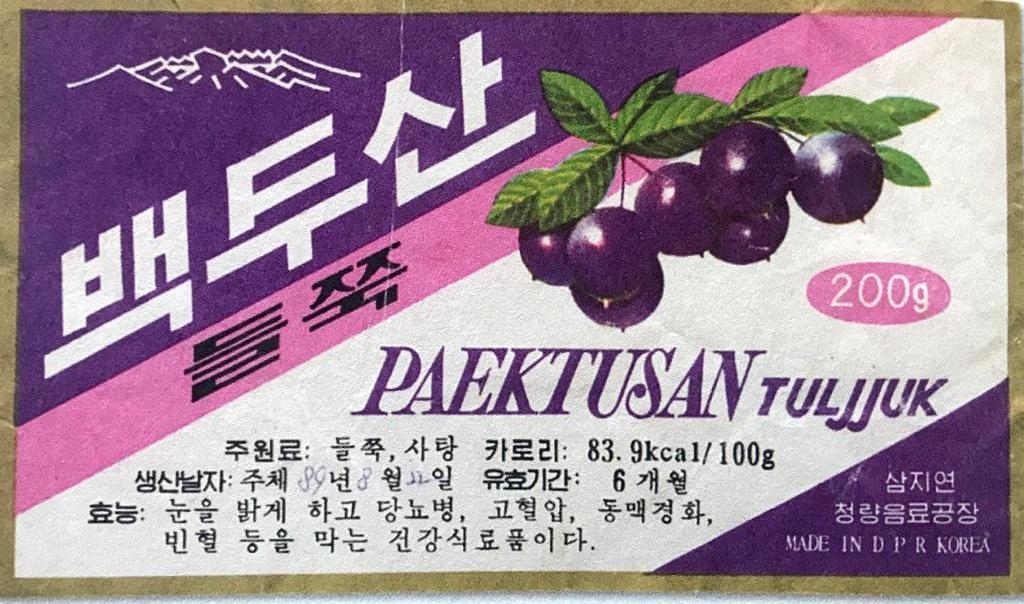 백두산
들쭉
200g
PAEKTUSAN TULJJUK
주원료: 들쭉, 사탕 카로리: 83.9kcal/100g
생산날자: 주체 89년 8월 22일 유효기간: 6개월
효능: 눈을 밝게 하고 당뇨병, 고혈압, 동맥경화,
빈혈 등을 막는 건강식료품이다.
삼지연
청량음료공장
MADE IN D P R KOREA